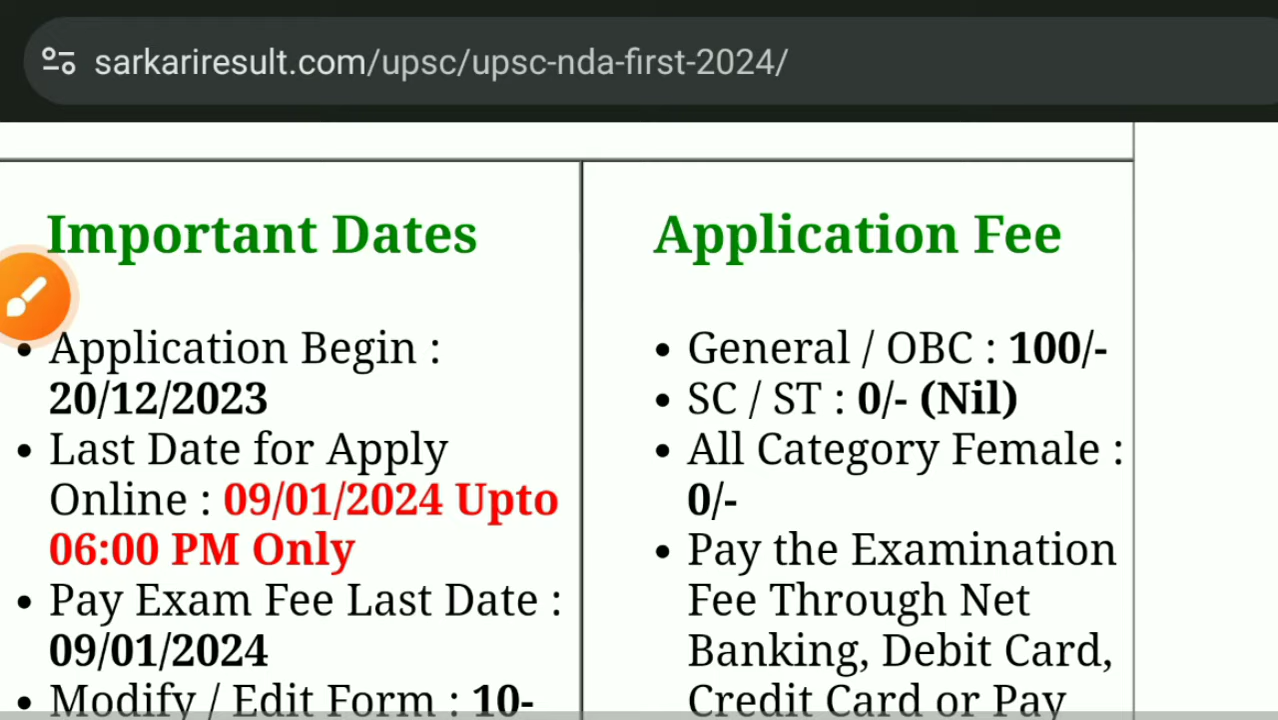 sarkariresult.com/upsc/upsc-nda-first-2024/
Important Dates
• Application Begin :
20/12/2023
• Last Date for Apply
Online : 09/01/2024 Upto
06:00 PM Only
• Pay Exam Fee Last Date :
09/01/2024
• Modify / Edit Form : 10-
Application Fee
• General / OBC : 100/-
• SC / ST : 0/- (Nil)
• All Category Female :
0/-
• Pay the Examination
Fee Through Net
Banking, Debit Card,
Credit Card or Pay